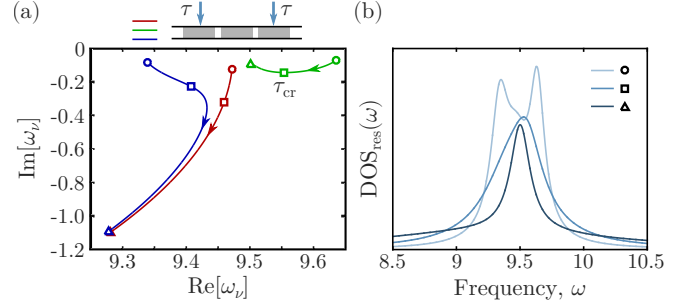 (a)
τ τ
0
-0.2
-0.4
-0.6
-0.8
-1.0
-1.2
Im[ω_ν]
τ_cr
9.3 9.4 9.5 9.6
Re[ω_ν]
(b)
DOS_res(ω)
8.5 9 9.5 10 10.5
Frequency, ω